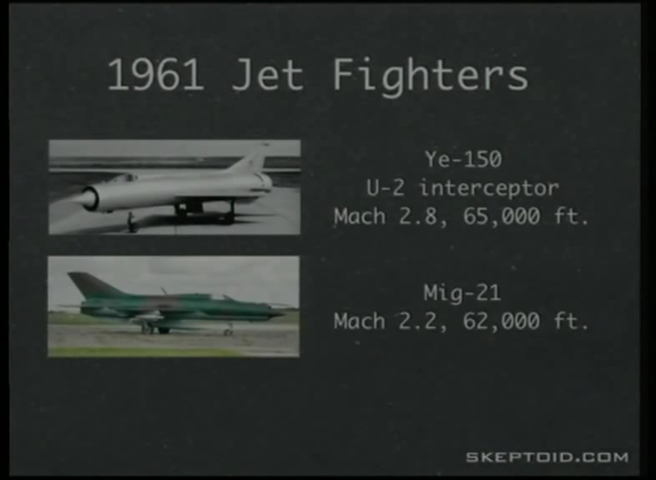 1961 Jet Fighters
Ye-150
U-2 interceptor
Mach 2.8, 65,000 ft.
Mig-21
Mach 2.2, 62,000 ft.
SKEPTOID.COM